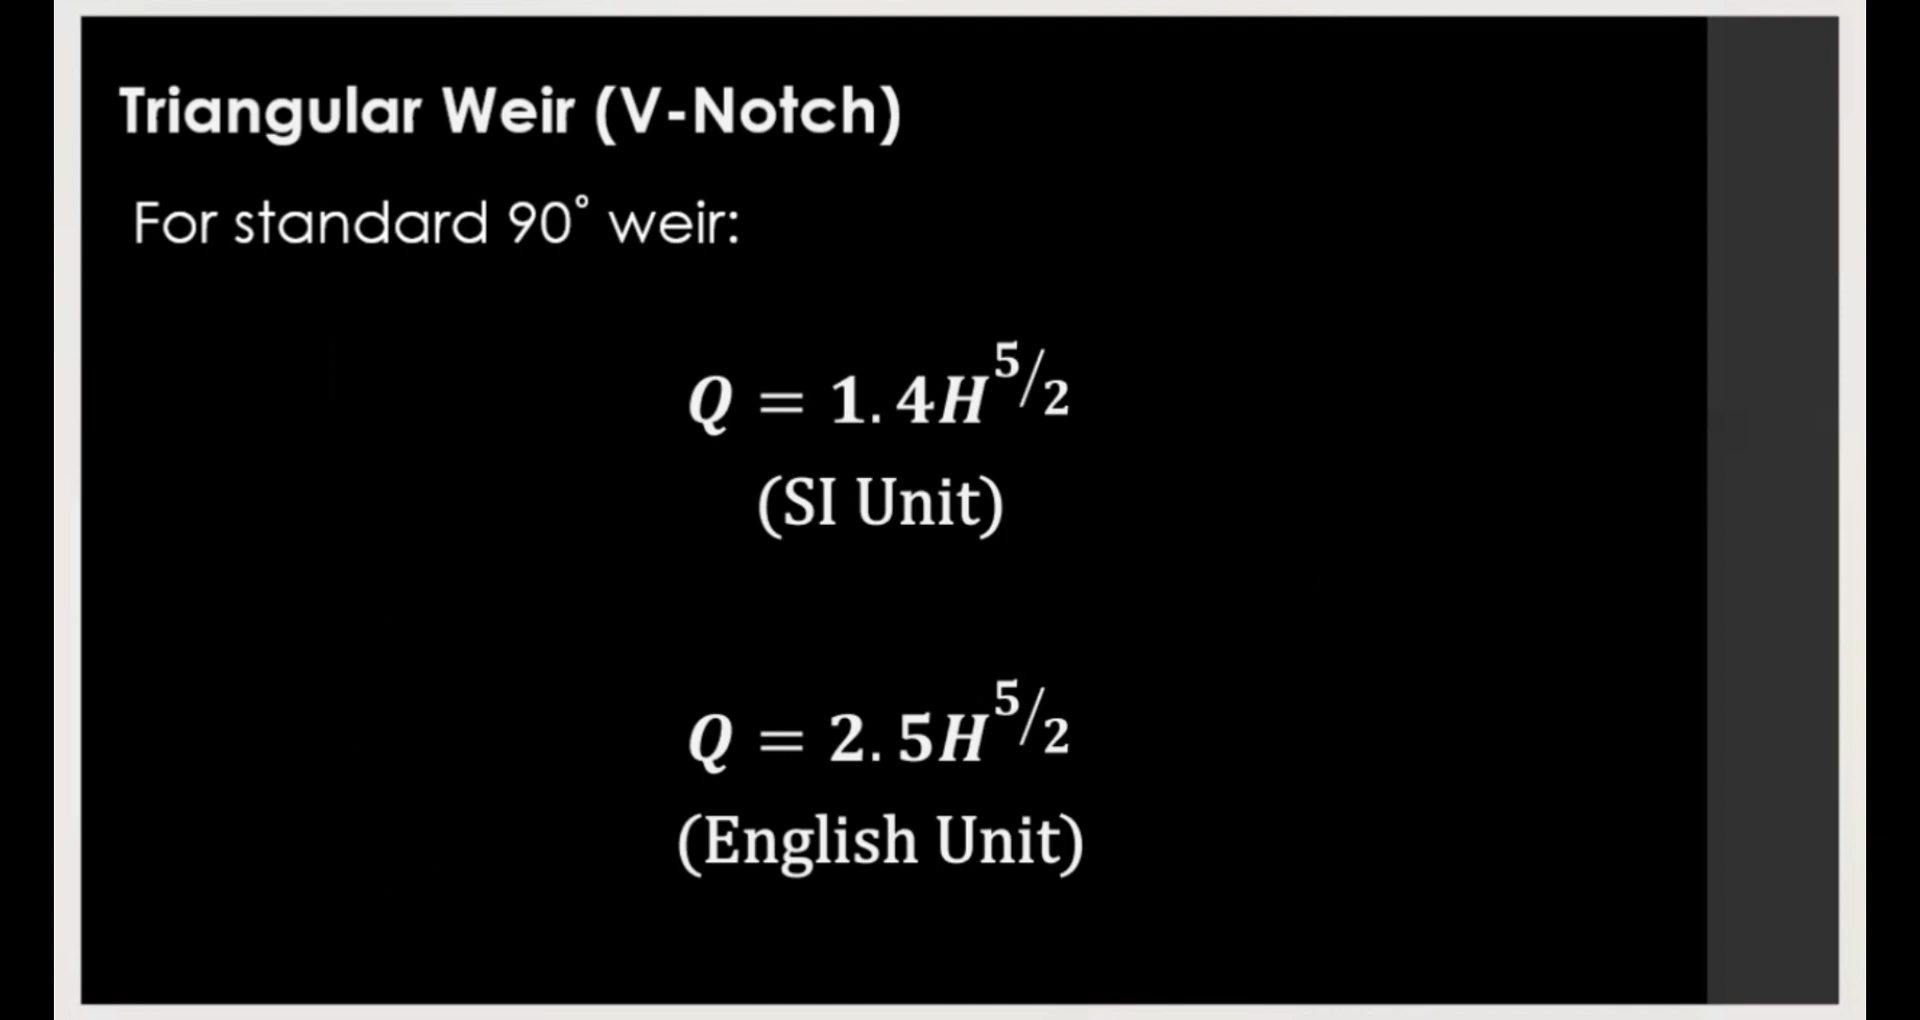 Triangular Weir (V-Notch)
For standard 90° weir:
Q = 1.4H^5/2
(SI Unit)
Q = 2.5H^5/2
(English Unit)